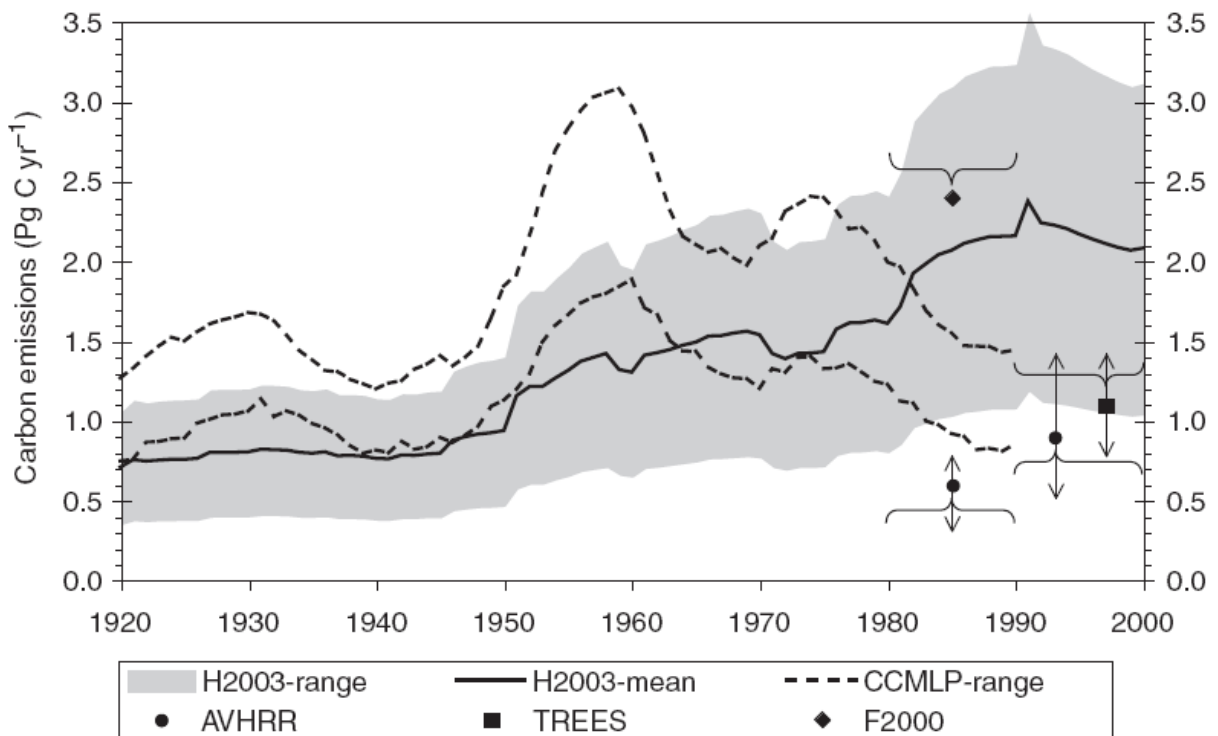 3.5 3.5
3.0 3.0
2.5 2.5
2.0 2.0
1.5 1.5
1.0 1.0
0.5 0.5
0.0 0.0
Carbon emissions (Pg C yr⁻¹)
1920 1930 1940 1950 1960 1970 1980 1990 2000
H2003-range H2003-mean CCMLP-range
AVHRR TREES F2000